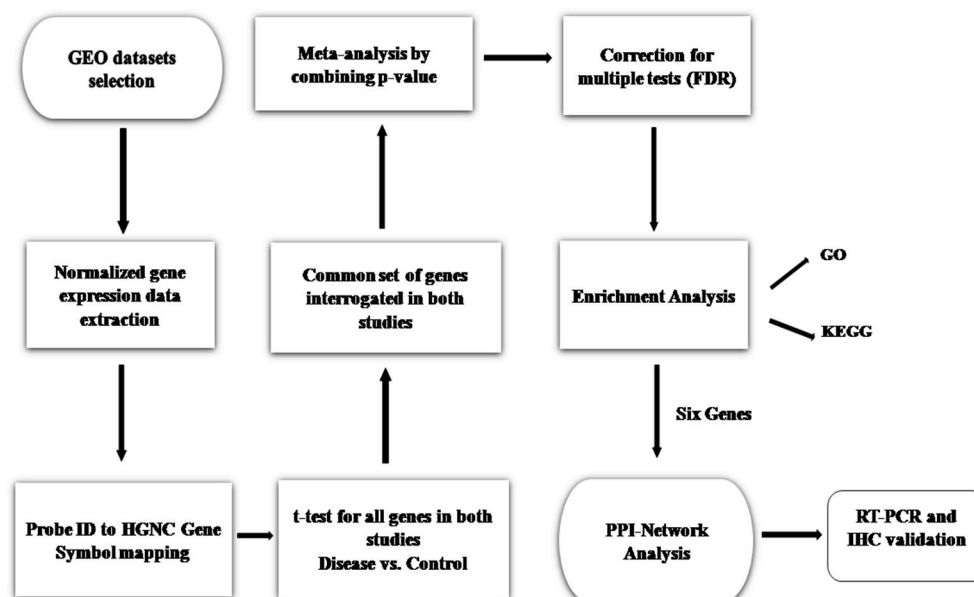 GEO datasets
selection
Normalized gene
expression data
extraction
Probe ID to HGNC Gene
Symbol mapping
t-test for all genes in both
studies
Disease vs. Control
Common set of genes
interrogated in both
studies
Meta-analysis by
combining p-value
Correction for
multiple tests (FDR)
Enrichment Analysis
GO
KEGG
Six Genes
PPI-Network
Analysis
RT-PCR and
IHC validation